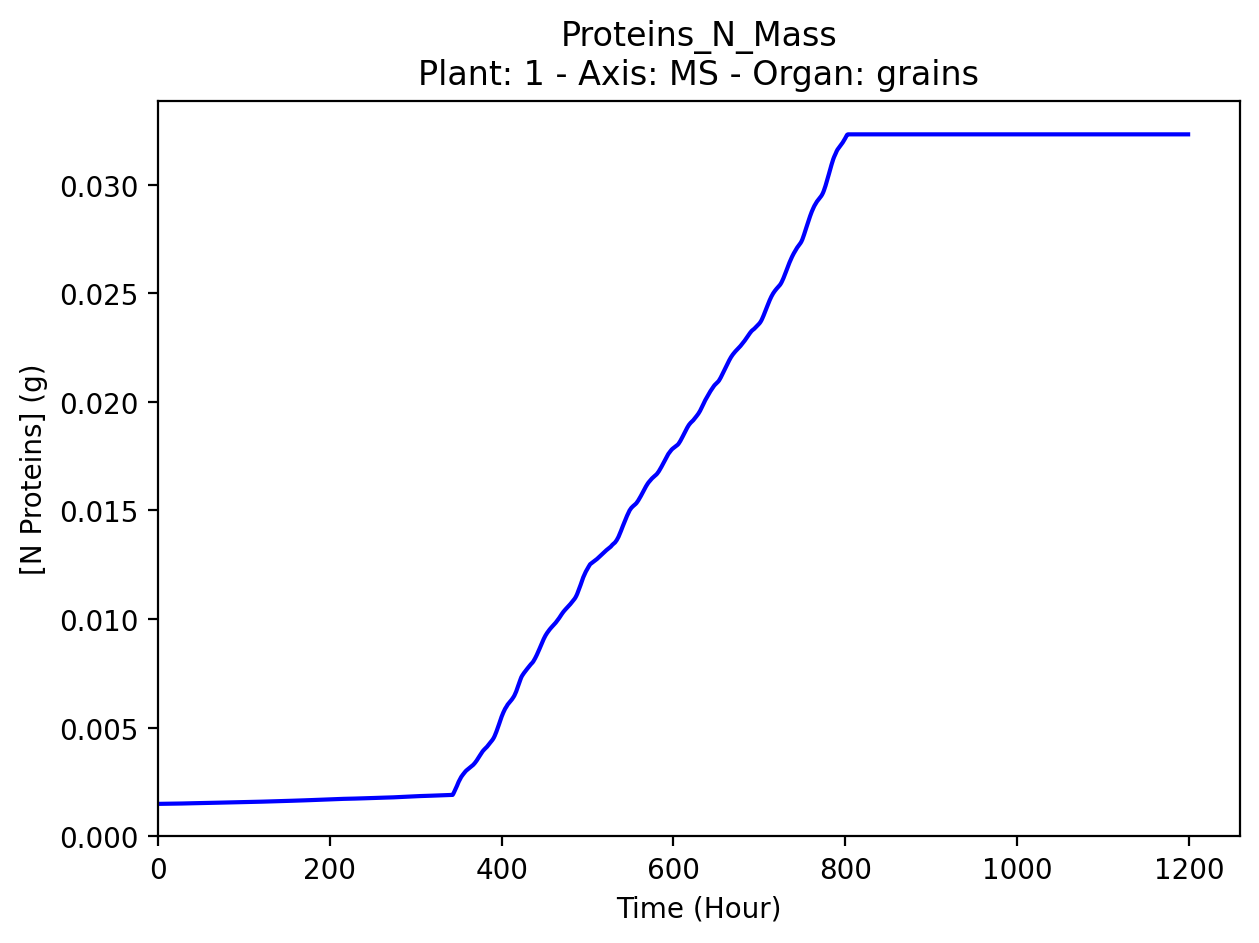 Proteins_N_Mass
Plant: 1 - Axis: MS - Organ: grains
0.030
0.025
0.020
0.015
0.010
0.005
0.000
[N Proteins] (g)
0 200 400 600 800 1000 1200
Time (Hour)